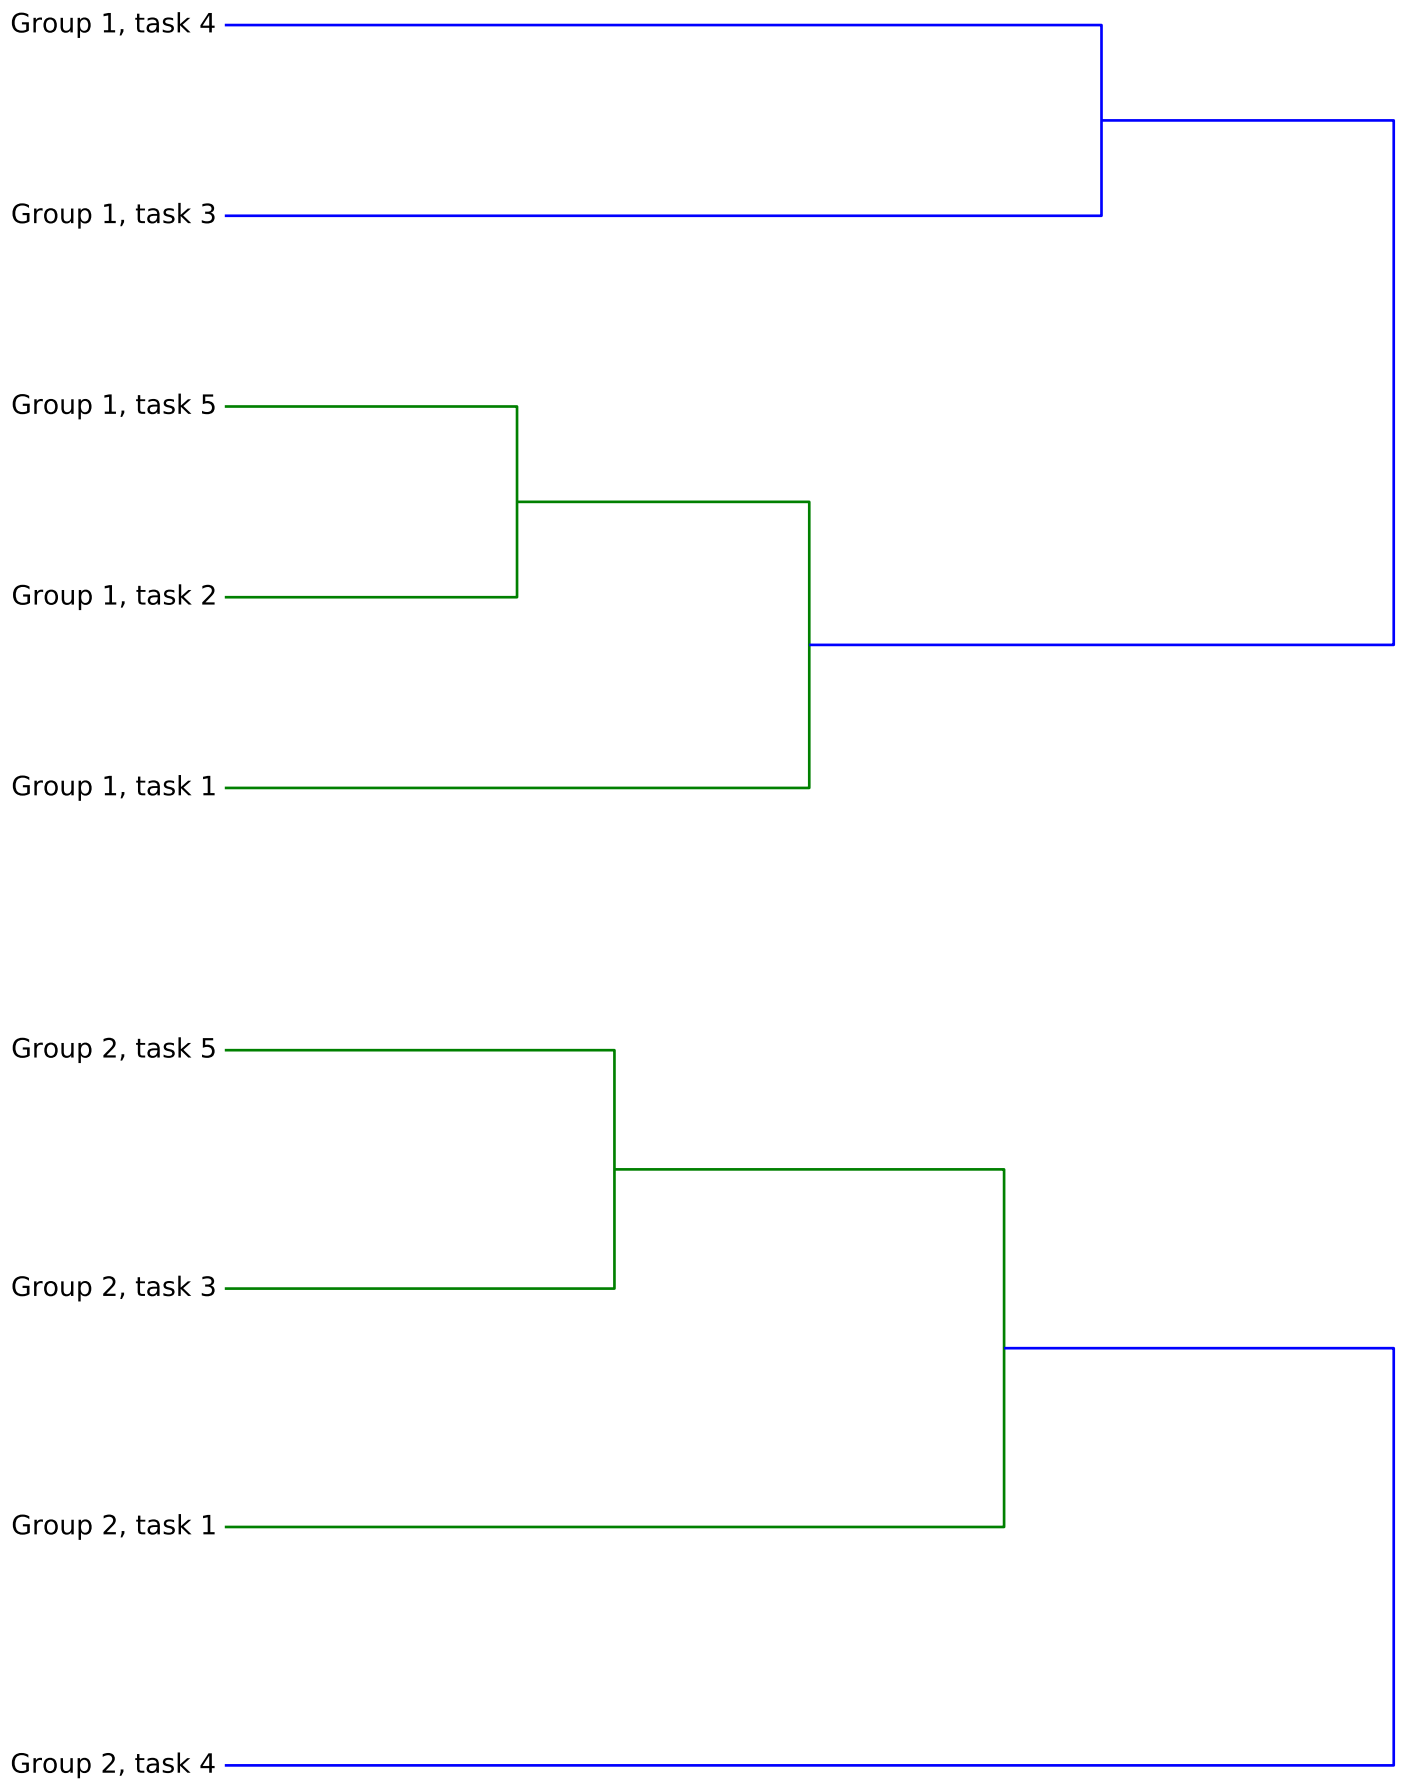 Group 1, task 4
Group 1, task 3
Group 1, task 5
Group 1, task 2
Group 1, task 1
Group 2, task 5
Group 2, task 3
Group 2, task 1
Group 2, task 4